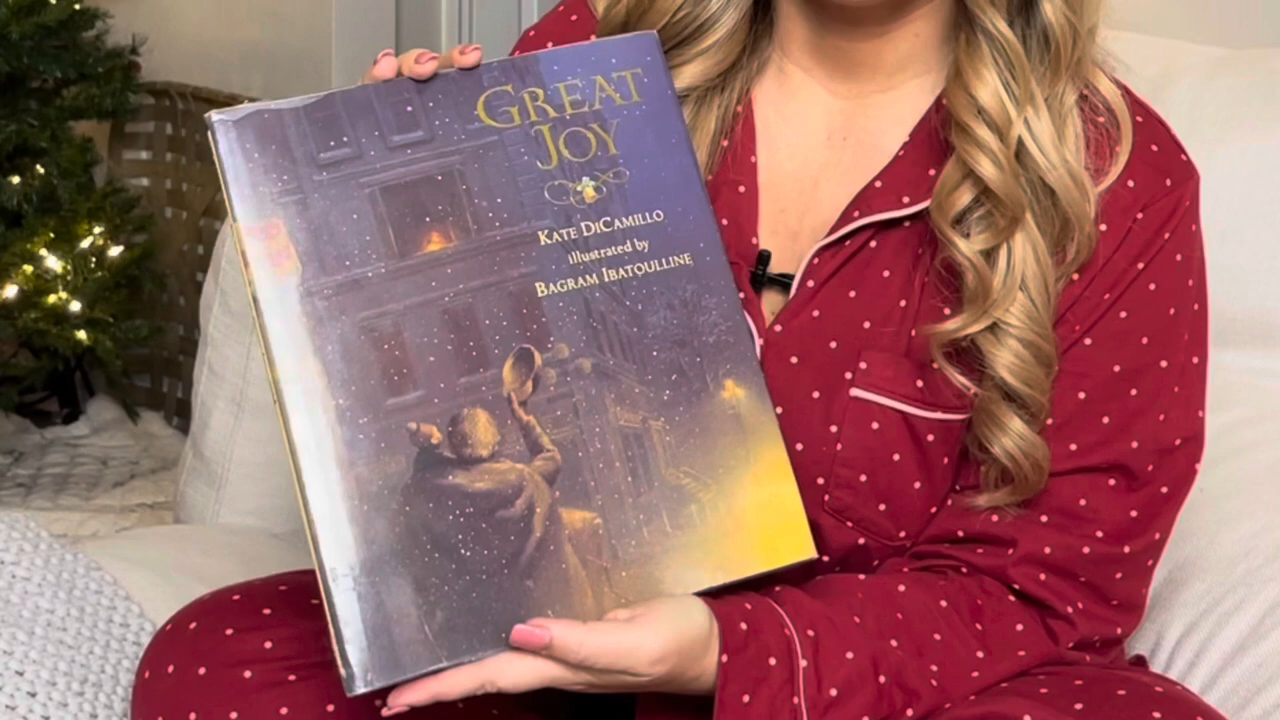 GREAT
JOY
KATE DICAMILLO
illustrated by
BAGRAM IBATOULLINE